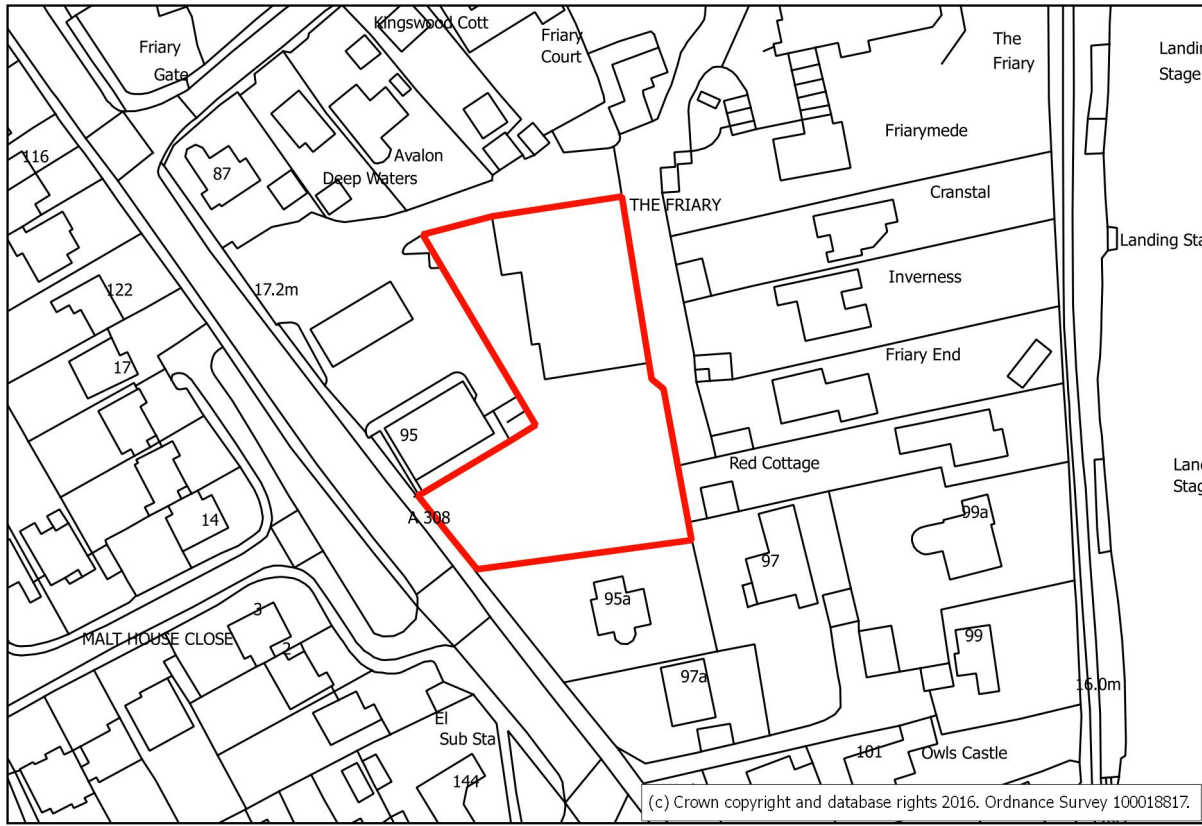 Kingswood Cott
Friary
Gate
Friary
Court
The
Friary
Landin
Stage
116
87
Avalon
Deep Waters
Friarymede
Cranstal
THE FRIARY
Landing Sta
122
17.2m
Inverness
17
Friary End
95
Red Cottage
Lan
Stag
14
A 308
99a
97
95a
3
MALT HOUSE CLOSE
2
99
97a
16.0m
El
Sub Sta
101
Owls Castle
144
(c) Crown copyright and database rights 2016. Ordnance Survey 100018817.